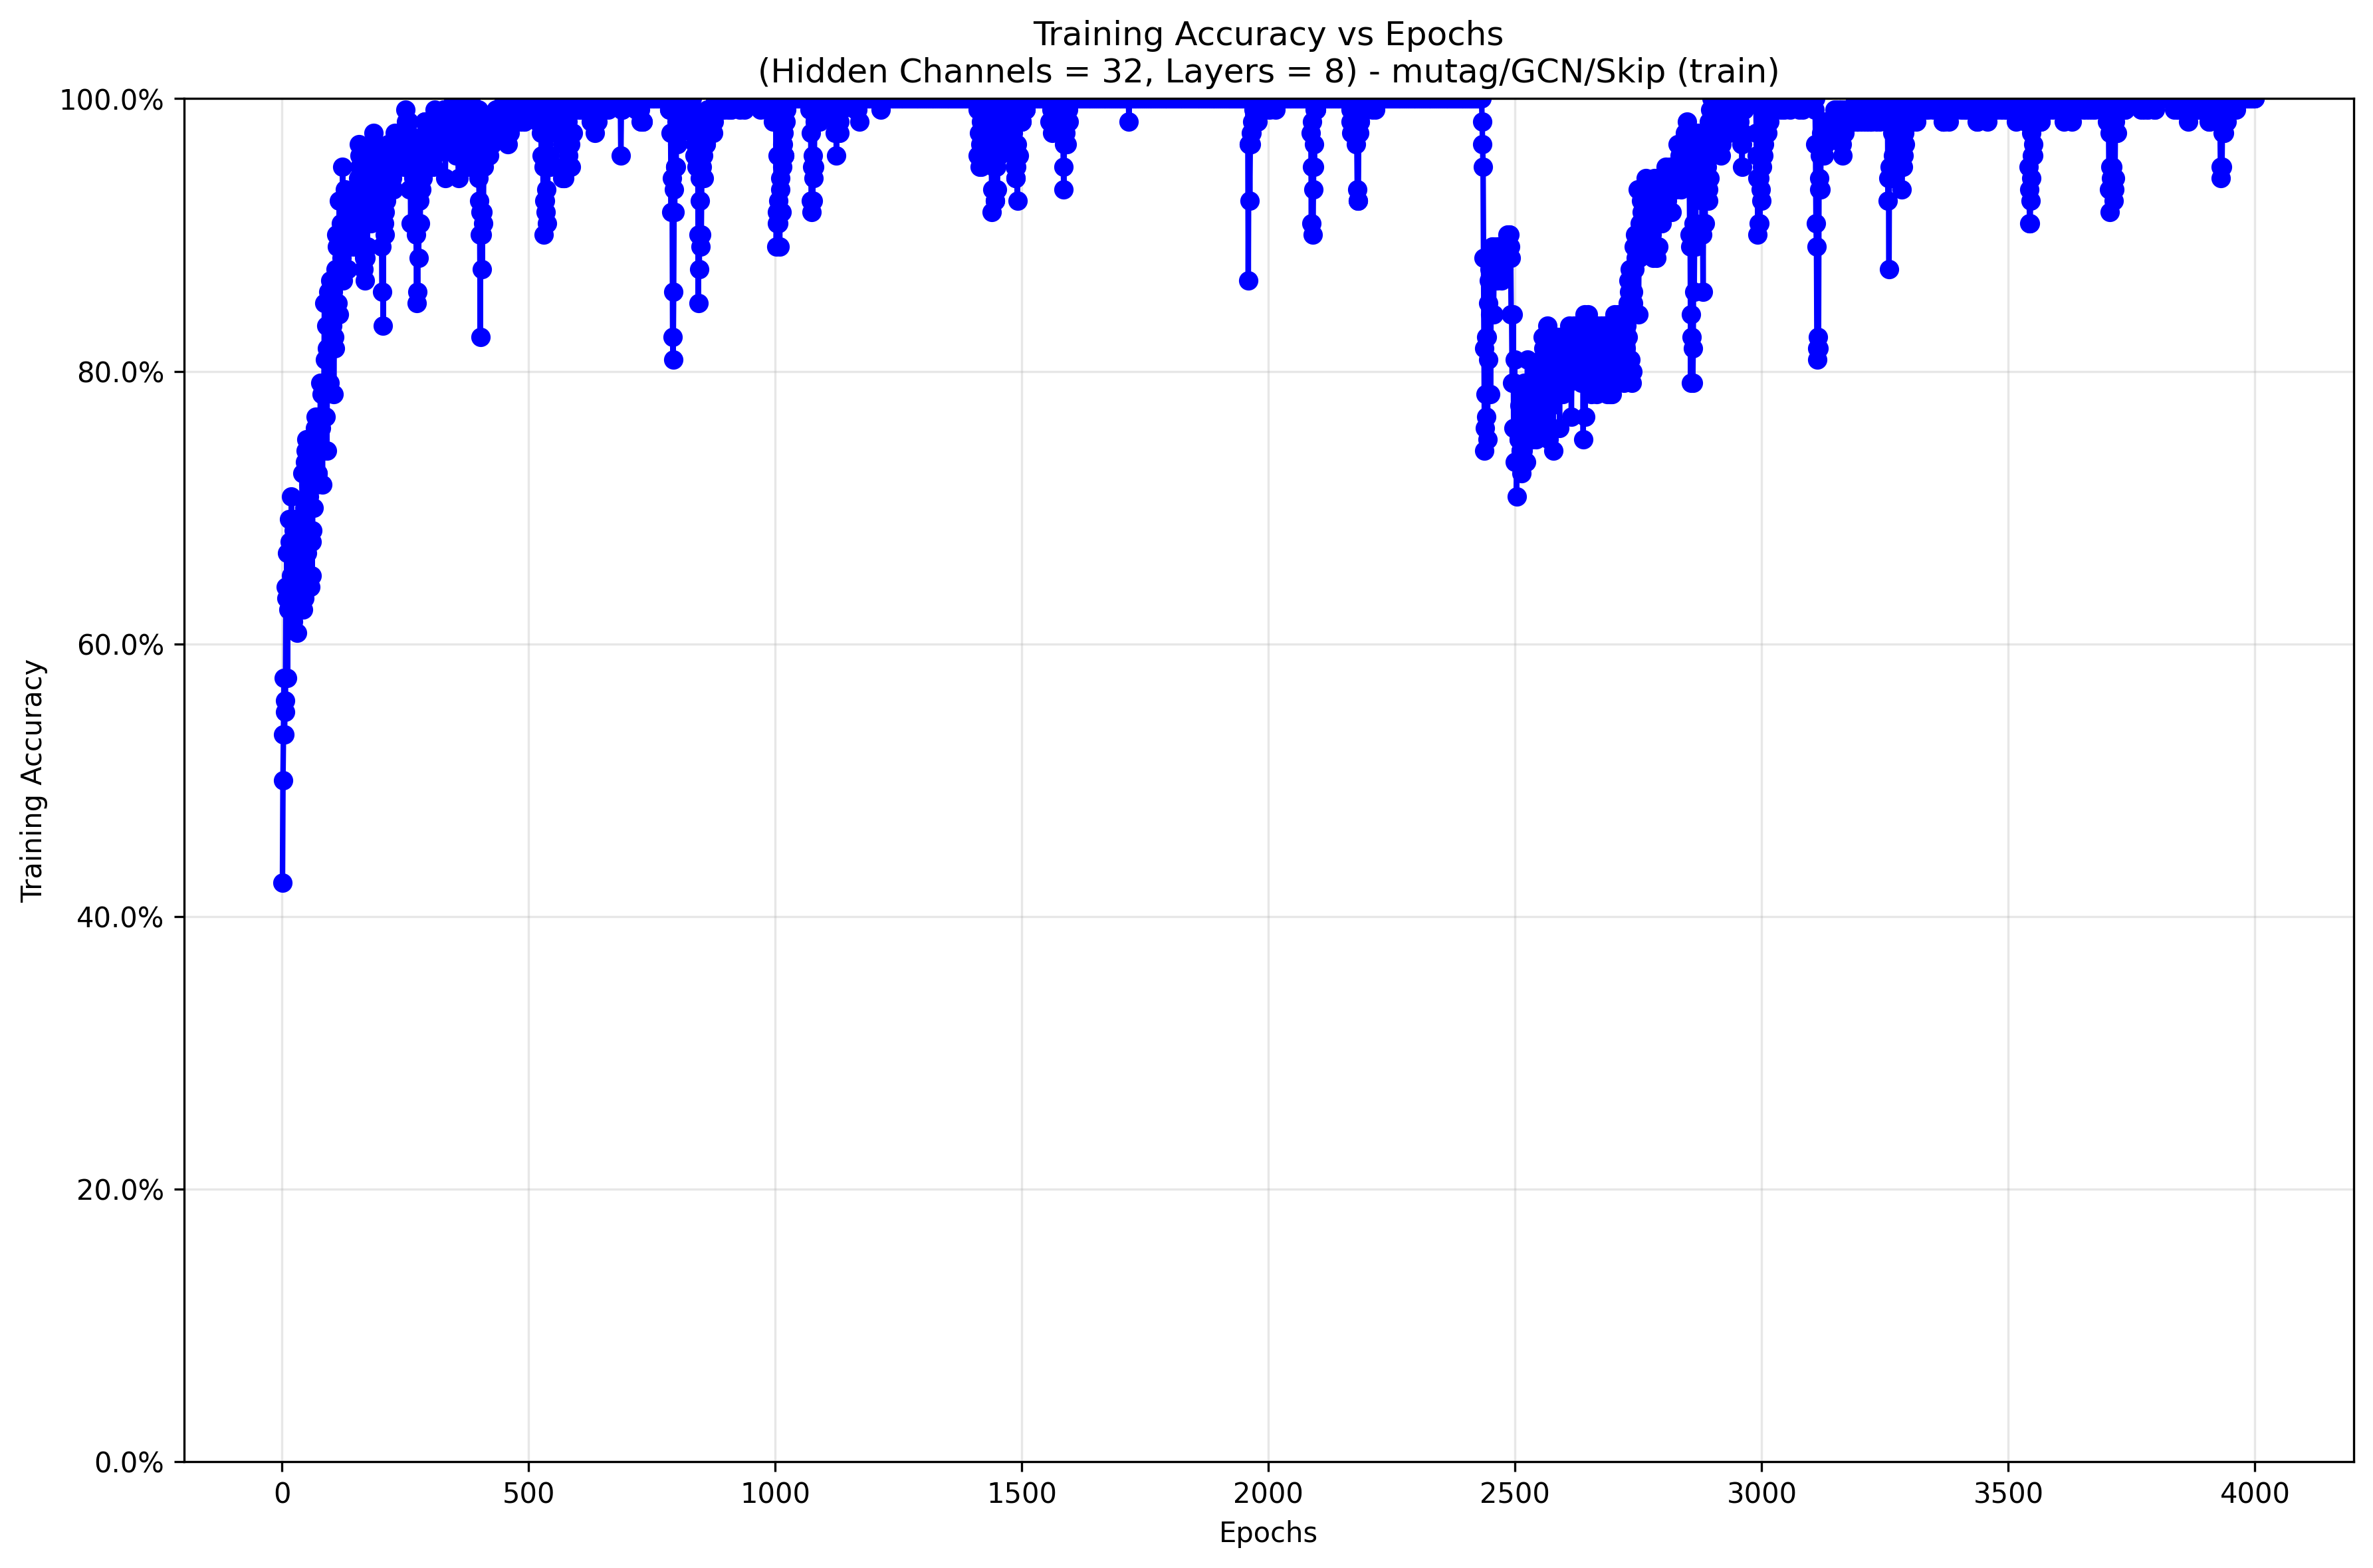 Training Accuracy vs Epochs
(Hidden Channels = 32, Layers = 8) - mutag/GCN/Skip (train)
100.0%
80.0%
60.0%
40.0%
20.0%
0.0%
Training Accuracy
0 500 1000 1500 2000 2500 3000 3500 4000
Epochs